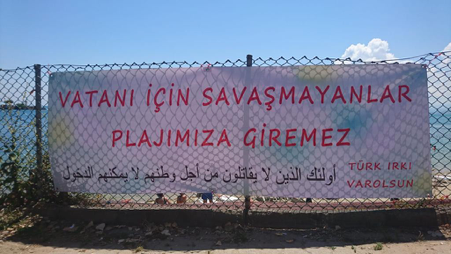 VATANI İÇİN SAVAŞMAYANLAR
PLAJIMIZA GİREMEZ
أولئك الذين لا يقاتلون من أجل وطنهم لا يمكنهم الدخول
TÜRK IRKI
VAROLSUN